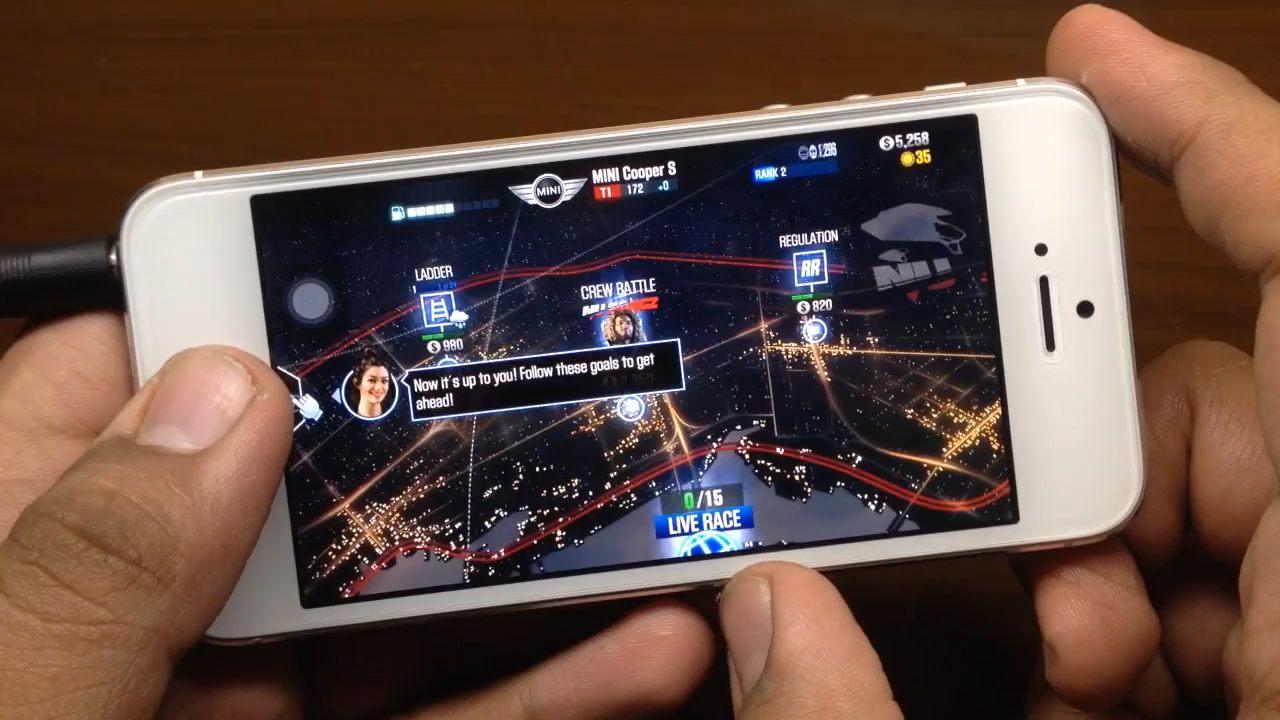 $5,258
35
RANK 2
MINI Cooper S
MINI
T1 172 +0
REGULATION
RR
$820
LADDER
1
$980
CREW BATTLE
Now it's up to you! Follow these goals to get
ahead!
0/15
LIVE RACE